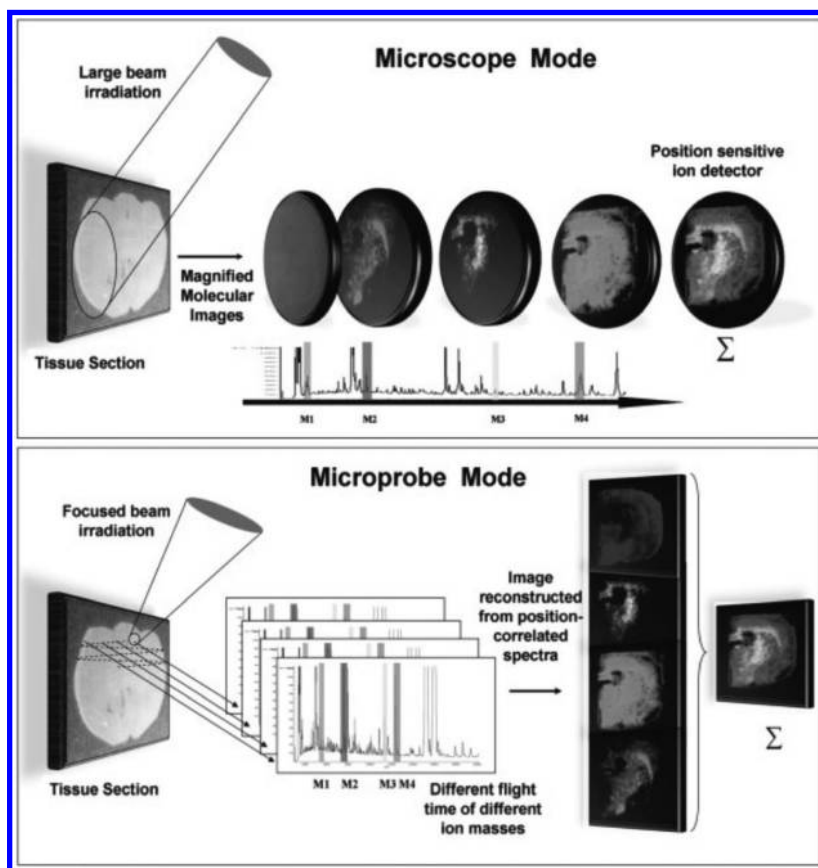 Microscope Mode
Large beam
irradiation
Position sensitive
ion detector
Magnified
Molecular
Images
Tissue Section
Σ
M1 M2 M3 M4
Microprobe Mode
Focused beam
irradiation
Image
reconstructed
from position-
correlated
spectra
Tissue Section
M1 M2 M3 M4
Different flight
time of different
ion masses
Σ